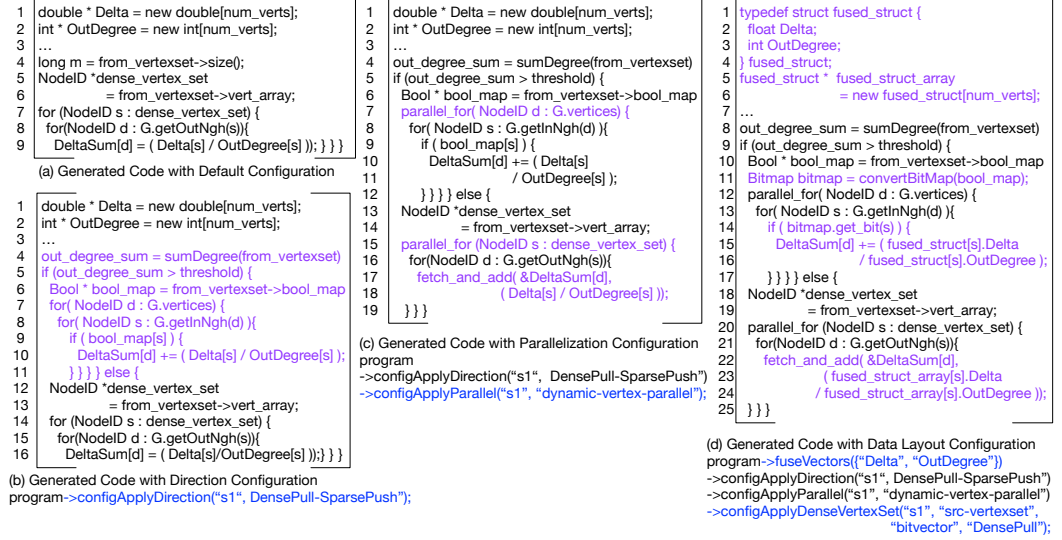 1 double * Delta = new double[num_verts];
2 int * OutDegree = new int[num_verts];
3 ...
4 long m = from_vertexset->size();
5 NodeID *dense_vertex_set
6 = from_vertexset->vert_array;
7 for (NodeID s : dense_vertex_set) {
8 for(NodeID d : G.getOutNgh(s)){
9 DeltaSum[d] = ( Delta[s] / OutDegree[s] )); } } }
(a) Generated Code with Default Configuration
1 double * Delta = new double[num_verts];
2 int * OutDegree = new int[num_verts];
3 ...
4 out_degree_sum = sumDegree(from_vertexset)
5 if (out_degree_sum > threshold) {
6 Bool * bool_map = from_vertexset->bool_map
7 for( NodeID d : G.vertices) {
8 for( NodeID s : G.getInNgh(d) ){
9 if ( bool_map[s] ) {
10 DeltaSum[d] += ( Delta[s] / OutDegree[s] );
11 } } } } else {
12 NodeID *dense_vertex_set
13 = from_vertexset->vert_array;
14 for (NodeID s : dense_vertex_set) {
15 for(NodeID d : G.getOutNgh(s)){
16 DeltaSum[d] = ( Delta[s]/OutDegree[s] ));} } }
(b) Generated Code with Direction Configuration
program->configApplyDirection(“s1“, DensePull-SparsePush”);
1 double * Delta = new double[num_verts];
2 int * OutDegree = new int[num_verts];
3 ...
4 out_degree_sum = sumDegree(from_vertexset)
5 if (out_degree_sum > threshold) {
6 Bool * bool_map = from_vertexset->bool_map
7 parallel_for( NodeID d : G.vertices) {
8 for( NodeID s : G.getInNgh(d) ){
9 if ( bool_map[s] ) {
10 DeltaSum[d] += ( Delta[s]
11 / OutDegree[s] );
12 } } } } else {
13 NodeID *dense_vertex_set
14 = from_vertexset->vert_array;
15 parallel_for (NodeID s : dense_vertex_set) {
16 for(NodeID d : G.getOutNgh(s)){
17 fetch_and_add( &DeltaSum[d],
18 ( Delta[s] / OutDegree[s] ));
19 } } }
(c) Generated Code with Parallelization Configuration
program
->configApplyDirection(“s1“, DensePull-SparsePush”)
->configApplyParallel(“s1”, “dynamic-vertex-parallel”);
1 typedef struct fused_struct {
2 float Delta;
3 int OutDegree;
4 } fused_struct;
5 fused_struct * fused_struct_array
6 = new fused_struct[num_verts];
7 ...
8 out_degree_sum = sumDegree(from_vertexset)
9 if (out_degree_sum > threshold) {
10 Bool * bool_map = from_vertexset->bool_map
11 Bitmap bitmap = convertBitMap(bool_map);
12 parallel_for( NodeID d : G.vertices) {
13 for( NodeID s : G.getInNgh(d) ){
14 if ( bitmap.get_bit(s) ) {
15 DeltaSum[d] += ( fused_struct[s].Delta
16 / fused_struct[s].OutDegree );
17 } } } } else {
18 NodeID *dense_vertex_set
19 = from_vertexset->vert_array;
20 parallel_for (NodeID s : dense_vertex_set) {
21 for(NodeID d : G.getOutNgh(s)){
22 fetch_and_add( &DeltaSum[d],
23 ( fused_struct_array[s].Delta
24 / fused_struct_array[s].OutDegree ));
25 } } }
(d) Generated Code with Data Layout Configuration
program->fuseVectors({“Delta”, “OutDegree”})
->configApplyDirection(“s1“, DensePull-SparsePush”)
->configApplyParallel(“s1”, “dynamic-vertex-parallel”)
->configApplyDenseVertexSet(“s1”, “src-vertexset”,
“bitvector”, “DensePull”);